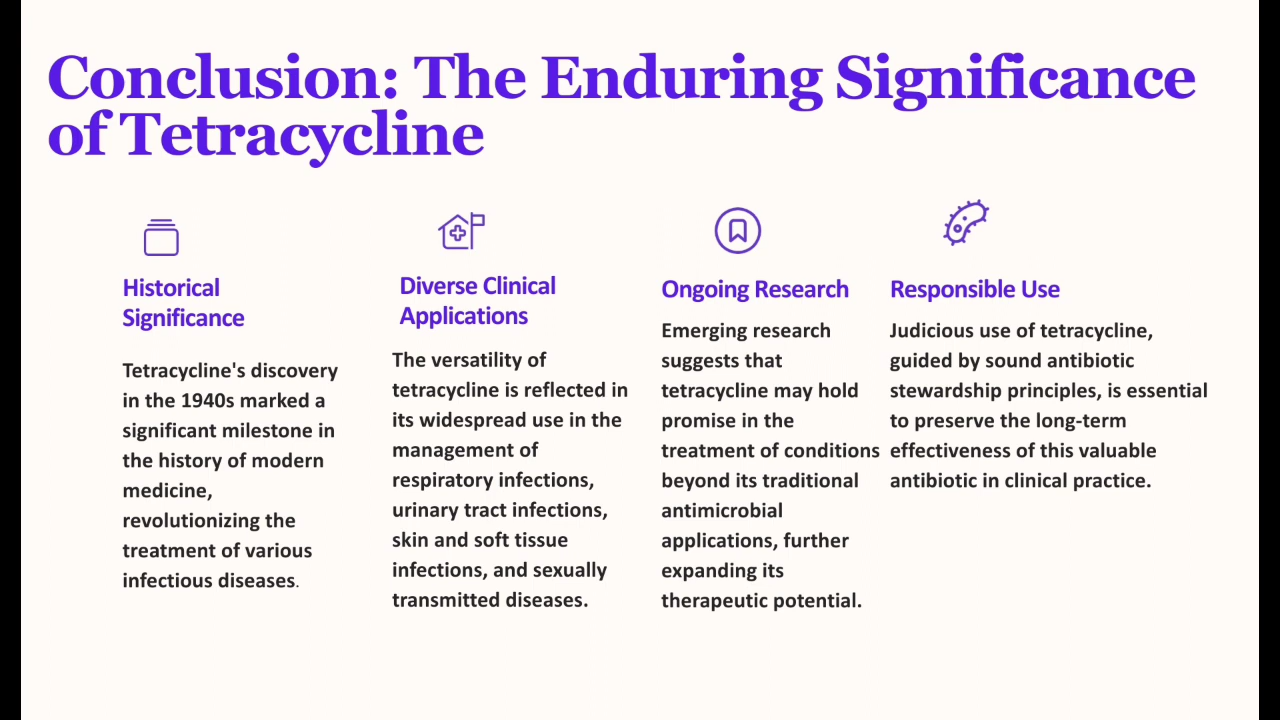 Conclusion: The Enduring Significance
of Tetracycline
Historical
Significance
Tetracycline's discovery
in the 1940s marked a
significant milestone in
the history of modern
medicine,
revolutionizing the
treatment of various
infectious diseases.
Diverse Clinical
Applications
The versatility of
tetracycline is reflected in
its widespread use in the
management of
respiratory infections,
urinary tract infections,
skin and soft tissue
infections, and sexually
transmitted diseases.
Ongoing Research
Emerging research
suggests that
tetracycline may hold
promise in the
treatment of conditions
beyond its traditional
antimicrobial
applications, further
expanding its
therapeutic potential.
Responsible Use
Judicious use of tetracycline,
guided by sound antibiotic
stewardship principles, is essential
to preserve the long-term
effectiveness of this valuable
antibiotic in clinical practice.